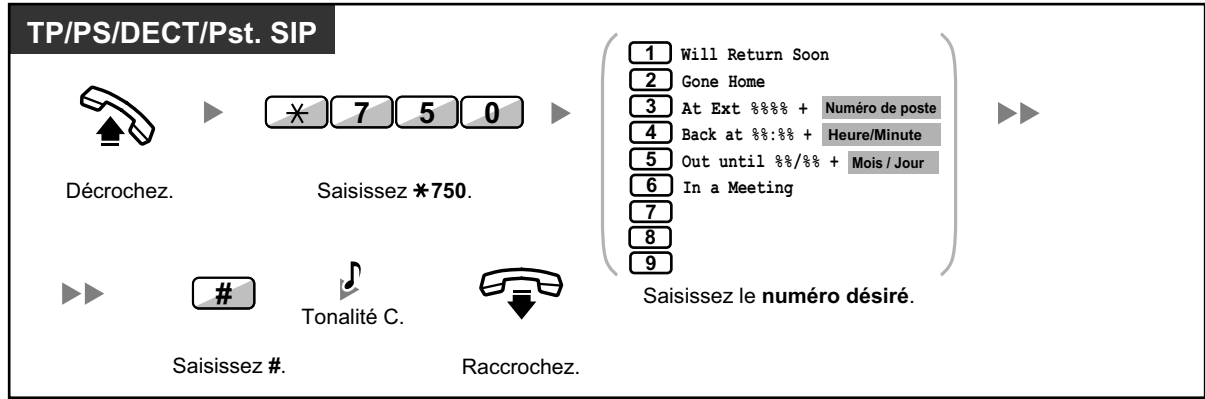 TP/PS/DECT/Pst. SIP
Décrochez.
* 7 5 0
Saisissez *750.
1 Will Return Soon
2 Gone Home
3 At Ext %%%% + Numéro de poste
4 Back at %%:%% + Heure/Minute
5 Out until %%/%% + Mois / Jour
6 In a Meeting
7
8
9
Saisissez le numéro désiré.
#
Saisissez #.
Tonalité C.
Raccrochez.